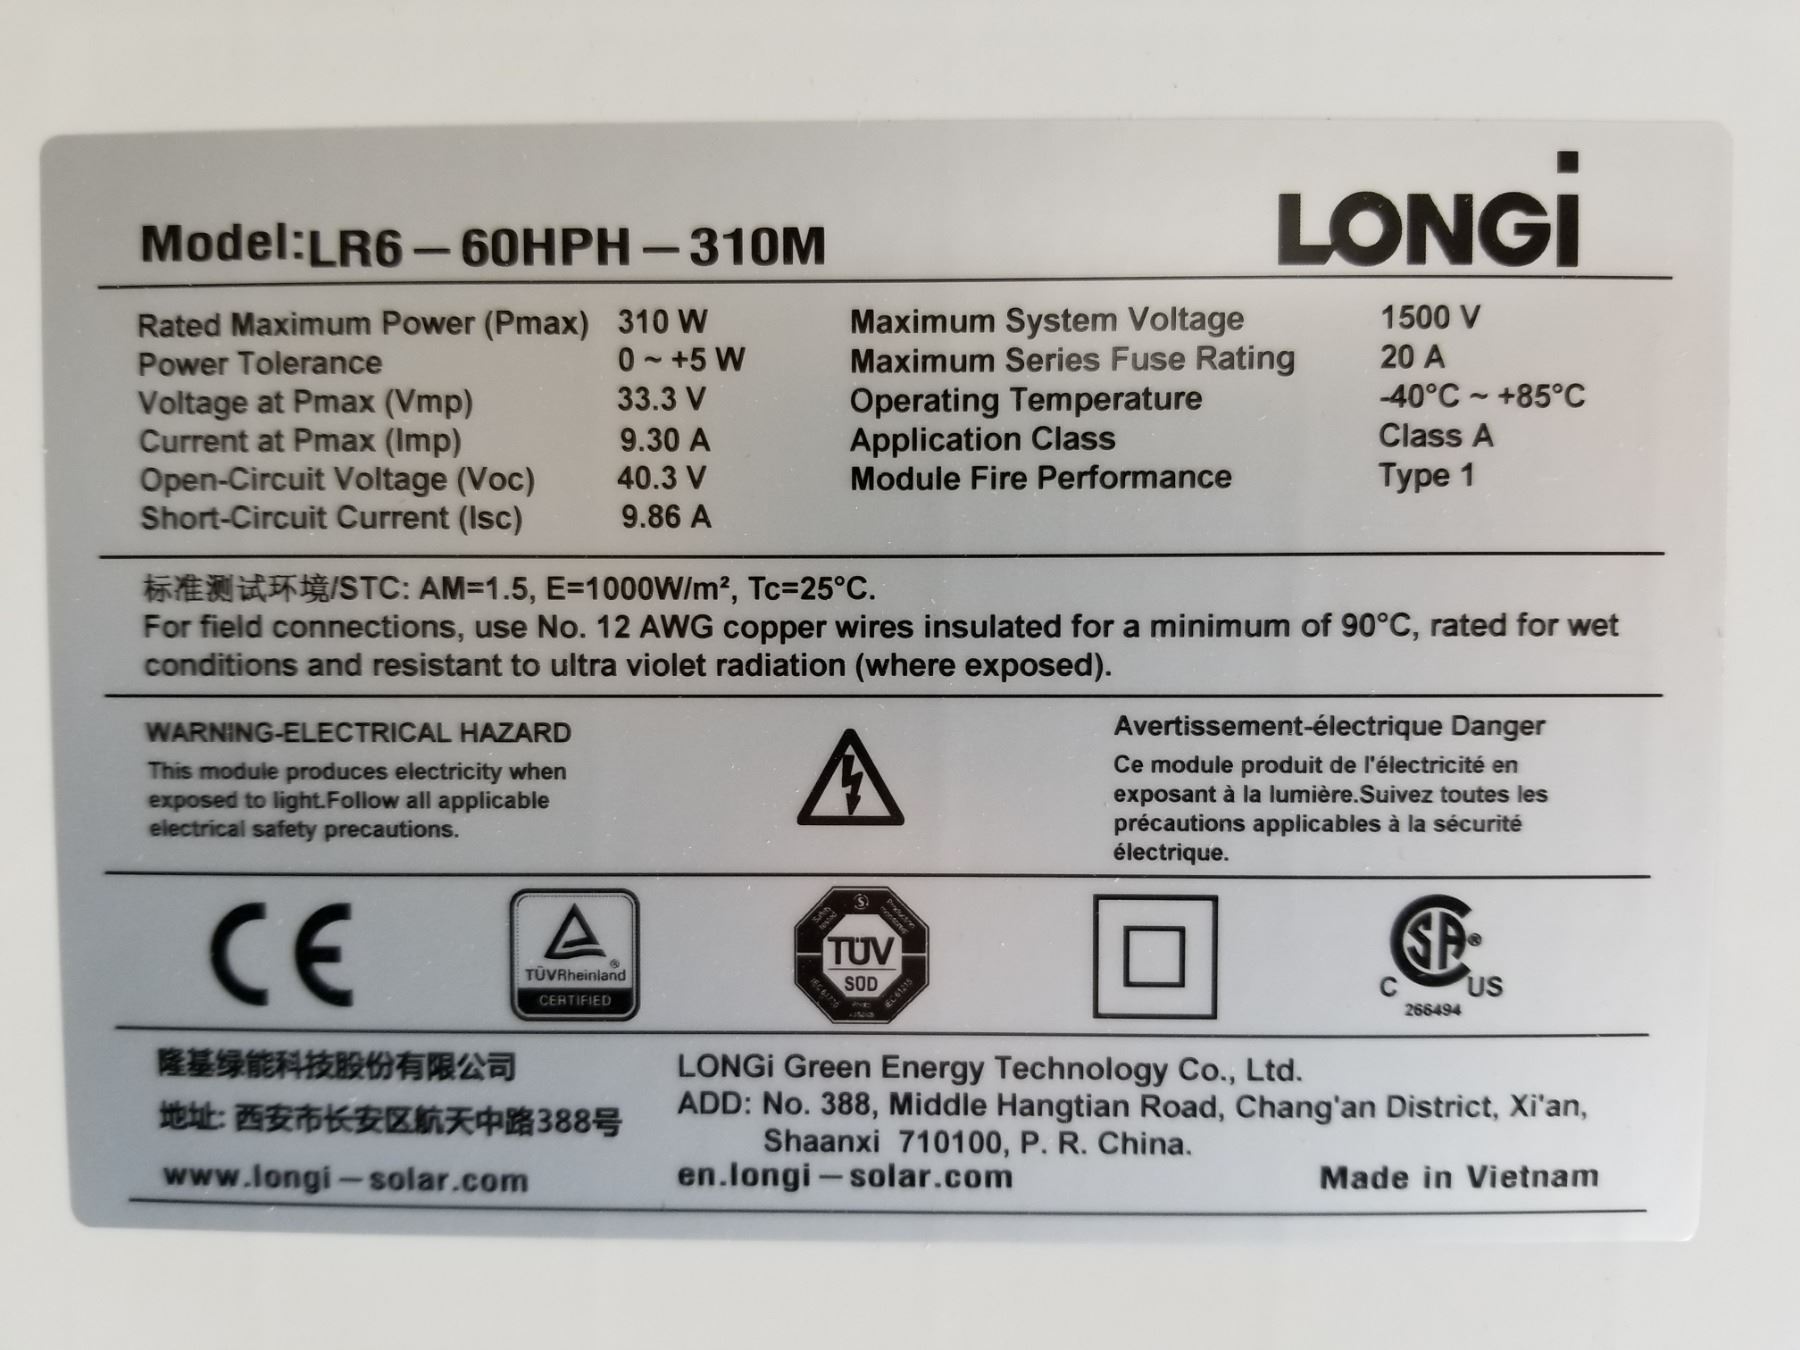 LONGi
Model:LR6-60HPH-310M
Rated Maximum Power (Pmax) 310 W
Power Tolerance 0 ~ +5 W
Voltage at Pmax (Vmp) 33.3 V
Current at Pmax (Imp) 9.30 A
Open-Circuit Voltage (Voc) 40.3 V
Short-Circuit Current (Isc) 9.86 A
Maximum System Voltage 1500 V
Maximum Series Fuse Rating 20 A
Operating Temperature -40°C ~ +85°C
Application Class Class A
Module Fire Performance Type 1
标准测试环境/STC: AM=1.5, E=1000W/m², Tc=25°C.
For field connections, use No. 12 AWG copper wires insulated for a minimum of 90°C, rated for wet
conditions and resistant to ultra violet radiation (where exposed).
WARNING-ELECTRICAL HAZARD
This module produces electricity when
exposed to light.Follow all applicable
electrical safety precautions.
Avertissement-électrique Danger
Ce module produit de l'électricité en
exposant à la lumière.Suivez toutes les
précautions applicables à la sécurité
électrique.
CE
TÜVRheinland®
CERTIFIED
Safety tested
S
Production monitored
TÜV
SÜD
IEC 61730
IEC 61215
CSA®
C US
266494
隆基绿能科技股份有限公司
地址: 西安市长安区航天中路388号
www.longi-solar.com
LONGi Green Energy Technology Co., Ltd.
ADD: No. 388, Middle Hangtian Road, Chang'an District, Xi'an,
Shaanxi 710100, P. R. China.
en.longi-solar.com
Made in Vietnam